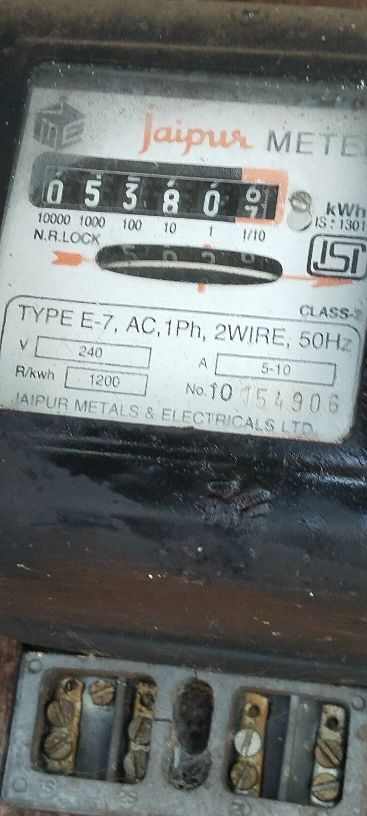 Jaipur METE
0 5 3 8 0
kWh
10000 1000 100 10 1 1/10
IS : 1301
N.R.LOCK
ISI
CLASS-2
TYPE E-7, AC, 1Ph, 2WIRE, 50Hz
V 240 A 5-10
R/kwh 1200 No. 10 154906
JAIPUR METALS & ELECTRICALS LTD.